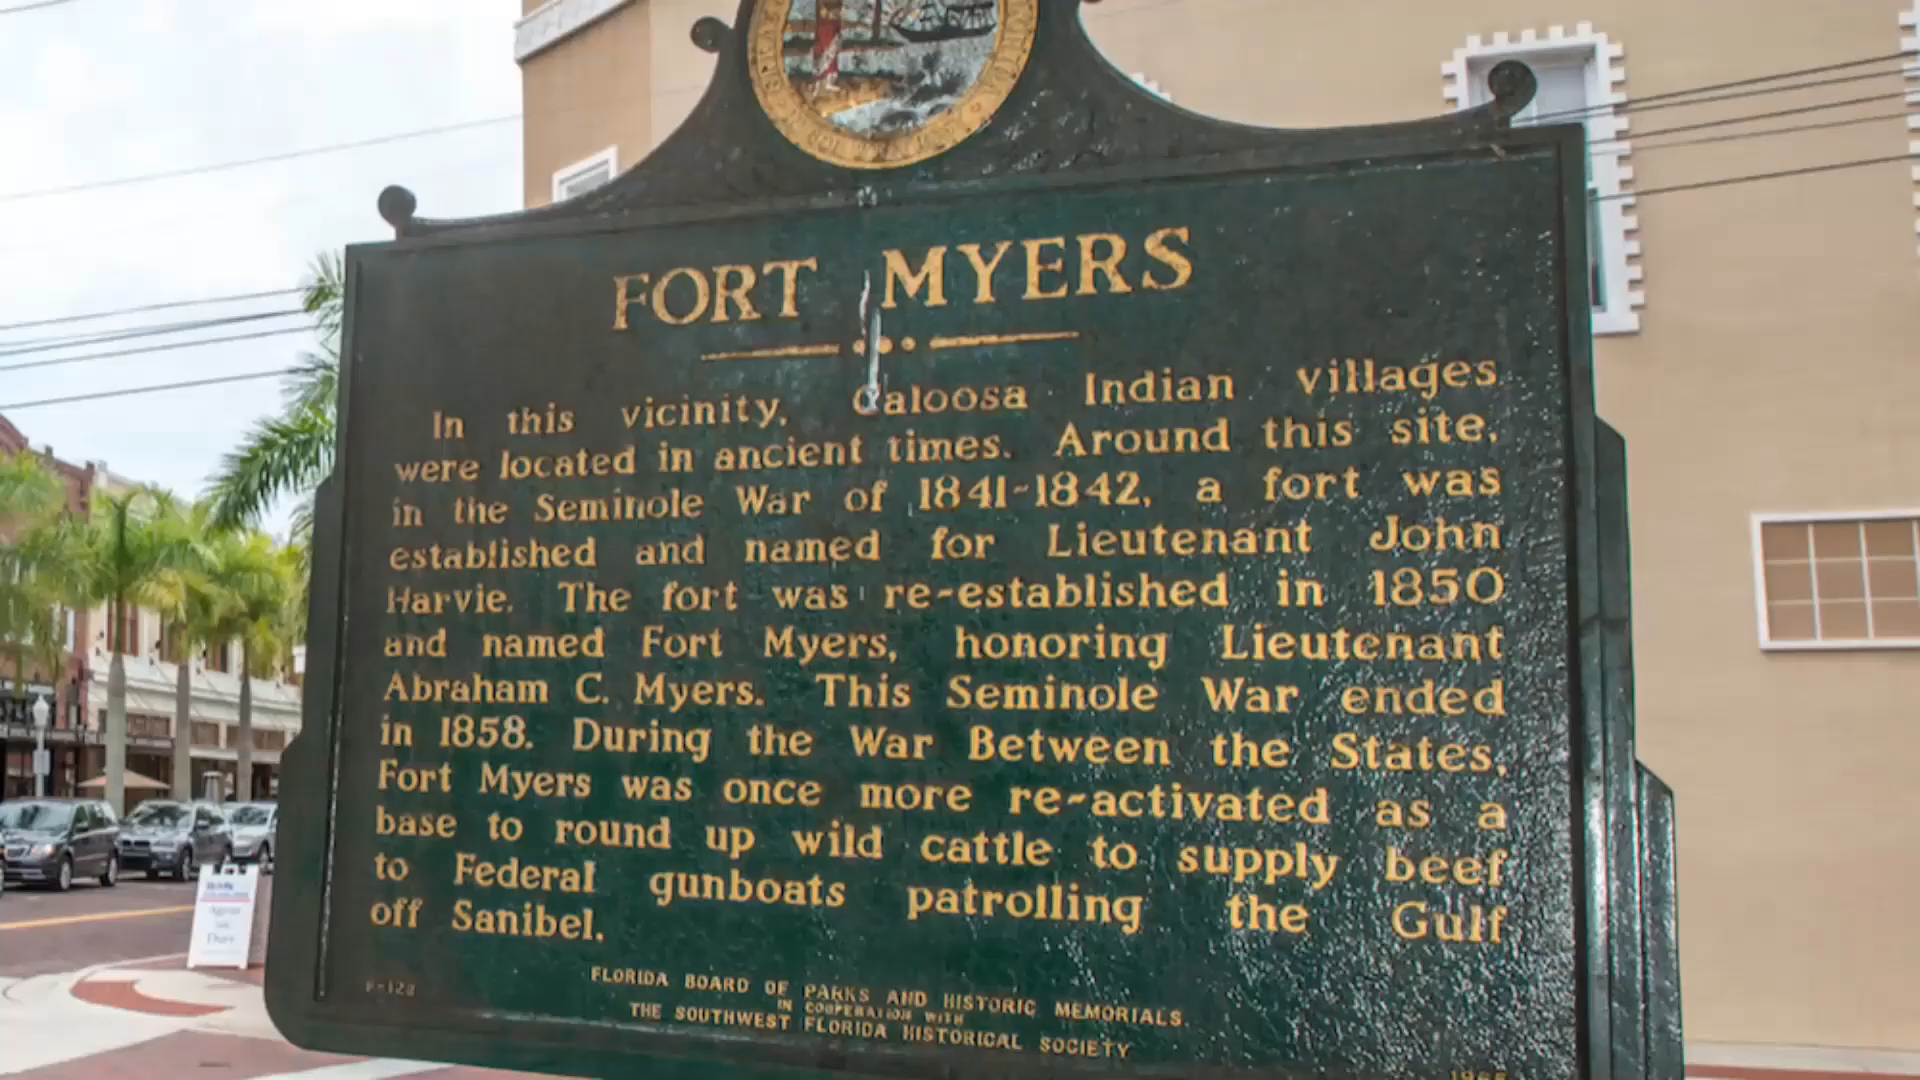 FORT MYERS
In this vicinity, Caloosa Indian villages
were located in ancient times. Around this site,
in the Seminole War of 1841-1842, a fort was
established and named for Lieutenant John
Harvie. The fort was re-established in 1850
and named Fort Myers, honoring Lieutenant
Abraham C. Myers. This Seminole War ended
in 1858. During the War Between the States,
Fort Myers was once more re-activated as a
base to round up wild cattle to supply beef
to Federal gunboats patrolling the Gulf
off Sanibel.
F-122
FLORIDA BOARD OF PARKS AND HISTORIC MEMORIALS
IN COOPERATION WITH
THE SOUTHWEST FLORIDA HISTORICAL SOCIETY